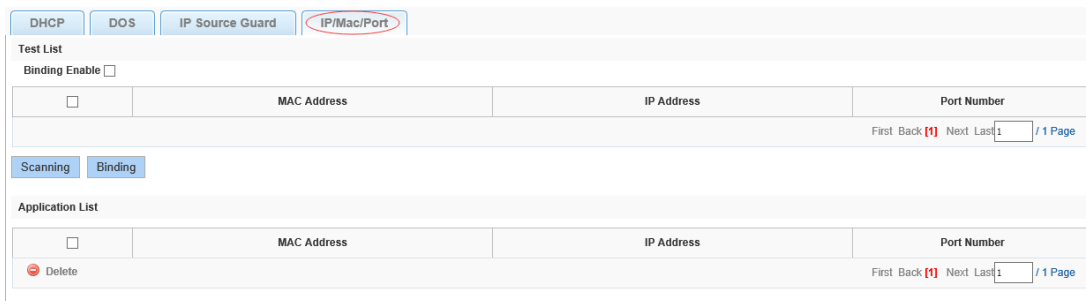 DHCP DOS IP Source Guard IP/Mac/Port
Test List
Binding Enable
MAC Address IP Address Port Number
First Back [1] Next Last 1 / 1 Page
Scanning Binding
Application List
MAC Address IP Address Port Number
Delete First Back [1] Next Last 1 / 1 Page